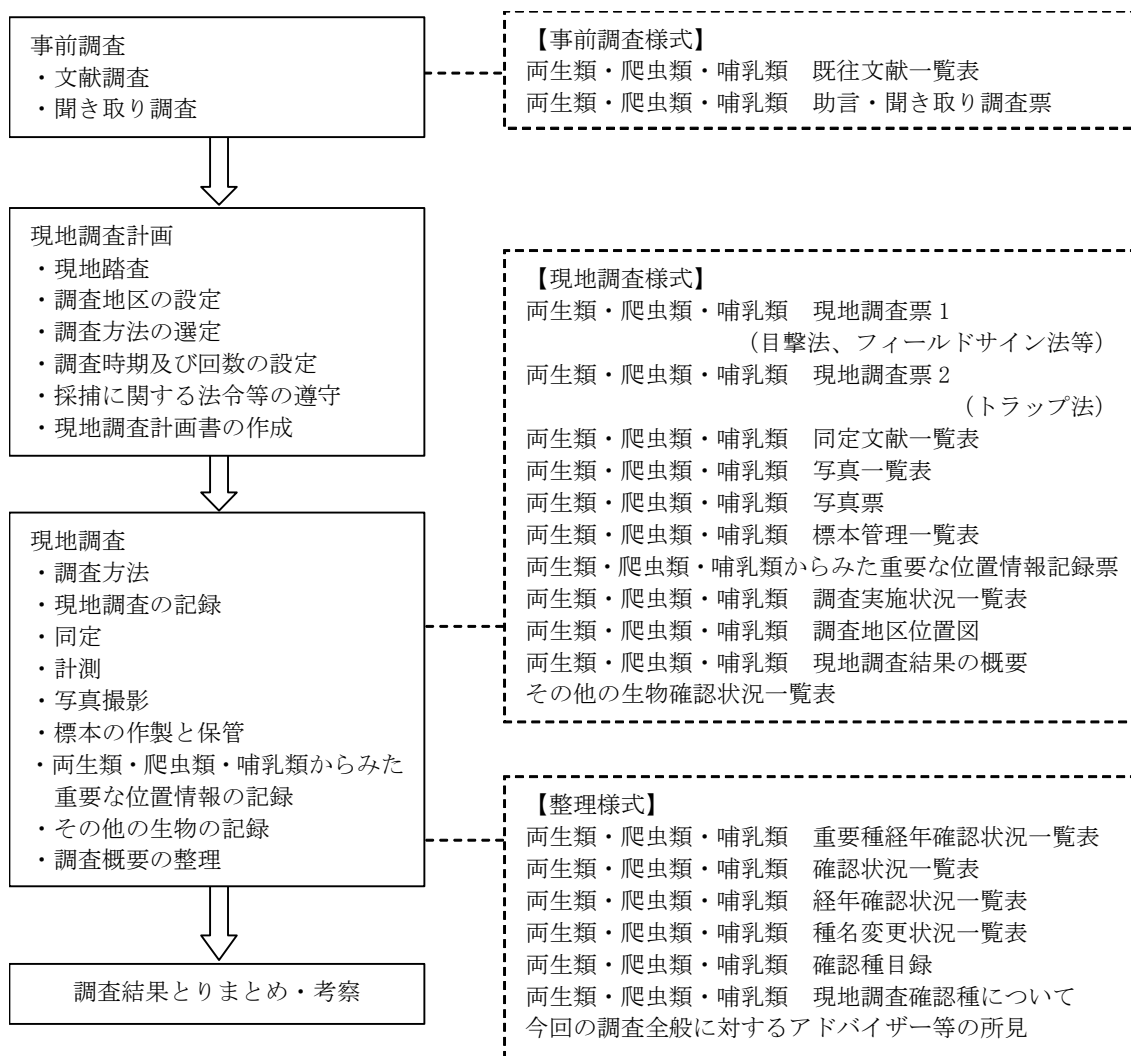 事前調査
・文献調査
・聞き取り調査
【事前調査様式】
両生類・爬虫類・哺乳類　既往文献一覧表
両生類・爬虫類・哺乳類　助言・聞き取り調査票
現地調査計画
・現地踏査
・調査地区の設定
・調査方法の選定
・調査時期及び回数の設定
・採捕に関する法令等の遵守
・現地調査計画書の作成
【現地調査様式】
両生類・爬虫類・哺乳類　現地調査票1
（目撃法、フィールドサイン法等）
両生類・爬虫類・哺乳類　現地調査票2
（トラップ法）
両生類・爬虫類・哺乳類　同定文献一覧表
両生類・爬虫類・哺乳類　写真一覧表
両生類・爬虫類・哺乳類　写真票
両生類・爬虫類・哺乳類　標本管理一覧表
両生類・爬虫類・哺乳類からみた重要な位置情報記録票
両生類・爬虫類・哺乳類　調査実施状況一覧表
両生類・爬虫類・哺乳類　調査地区位置図
両生類・爬虫類・哺乳類　現地調査結果の概要
その他の生物確認状況一覧表
現地調査
・調査方法
・現地調査の記録
・同定
・計測
・写真撮影
・標本の作製と保管
・両生類・爬虫類・哺乳類からみた
重要な位置情報の記録
・その他の生物の記録
・調査概要の整理
【整理様式】
両生類・爬虫類・哺乳類　重要種経年確認状況一覧表
両生類・爬虫類・哺乳類　確認状況一覧表
両生類・爬虫類・哺乳類　経年確認状況一覧表
両生類・爬虫類・哺乳類　種名変更状況一覧表
両生類・爬虫類・哺乳類　確認種目録
両生類・爬虫類・哺乳類　現地調査確認種について
今回の調査全般に対するアドバイザー等の所見
調査結果とりまとめ・考察